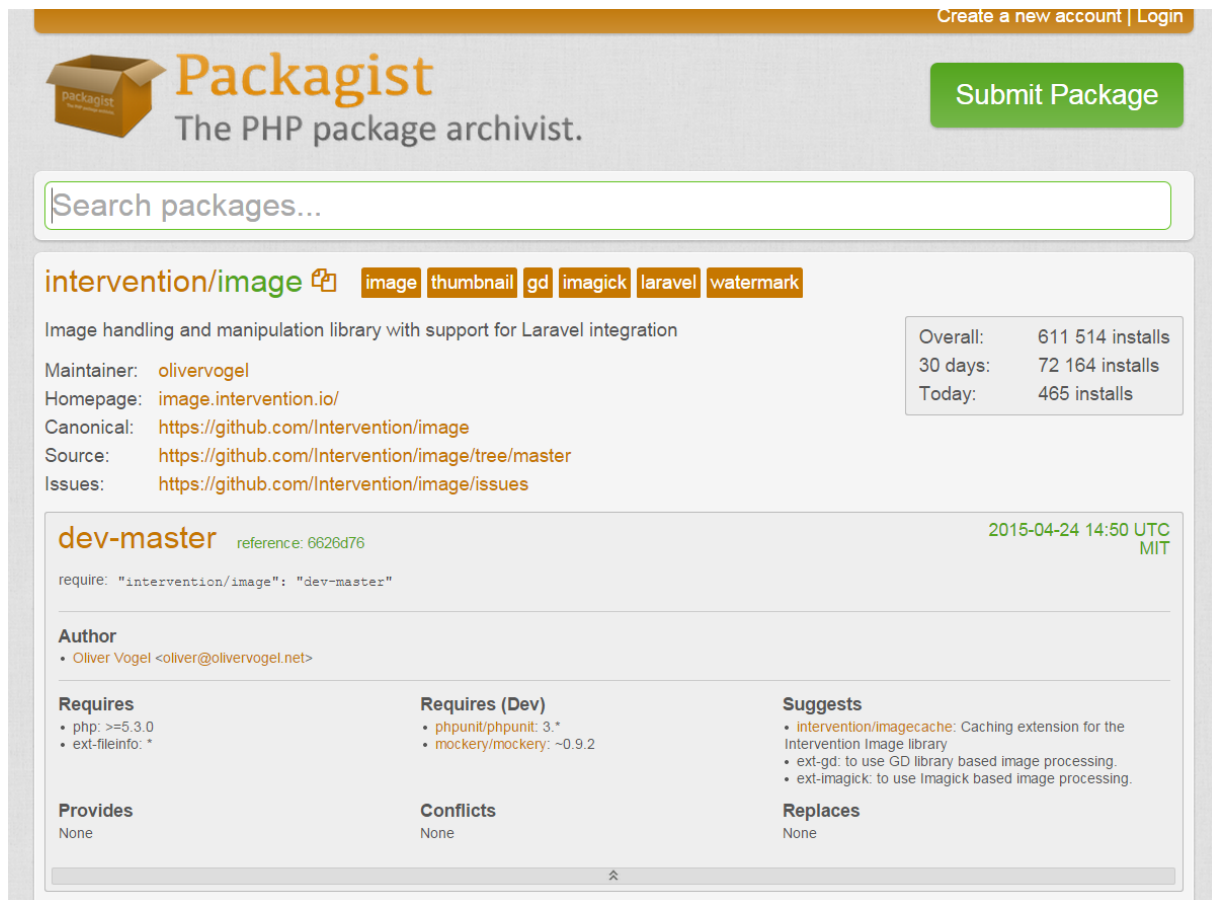 Create a new account | Login
packagist
Packagist
The PHP package archivist.
Submit Package
Search packages...
intervention/image image thumbnail gd imagick laravel watermark
Image handling and manipulation library with support for Laravel integration
Overall: 611 514 installs
30 days: 72 164 installs
Today: 465 installs
Maintainer: olivervogel
Homepage: image.intervention.io/
Canonical: https://github.com/Intervention/image
Source: https://github.com/Intervention/image/tree/master
Issues: https://github.com/Intervention/image/issues
dev-master reference: 6626d76
2015-04-24 14:50 UTC
MIT
require: "intervention/image": "dev-master"
Author
• Oliver Vogel <oliver@olivervogel.net>
Requires
• php: >=5.3.0
• ext-fileinfo: *
Requires (Dev)
• phpunit/phpunit: 3.*
• mockery/mockery: ~0.9.2
Suggests
• intervention/imagecache: Caching extension for the
Intervention Image library
• ext-gd: to use GD library based image processing.
• ext-imagick: to use Imagick based image processing.
Provides
None
Conflicts
None
Replaces
None